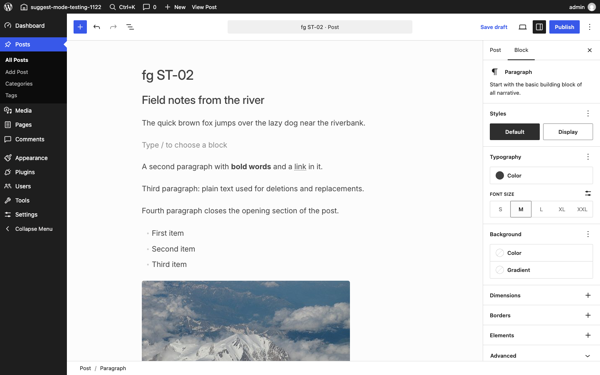 suggest-mode-testing-1122
Ctrl+K
0
New
View Post
admin
Dashboard
Posts
All Posts
Add Post
Categories
Tags
Media
Pages
Comments
Appearance
Plugins
Users
Tools
Settings
Collapse Menu
fg ST-02 · Post
Save draft
Publish
fg ST-02
Field notes from the river
The quick brown fox jumps over the lazy dog near the riverbank.
Type / to choose a block
A second paragraph with bold words and a link in it.
Third paragraph: plain text used for deletions and replacements.
Fourth paragraph closes the opening section of the post.
First item
Second item
Third item
Post / Paragraph
Post
Block
Paragraph
Start with the basic building block of
all narrative.
Styles
Default
Display
Typography
Color
FONT SIZE
S
M
L
XL
XXL
Background
Color
Gradient
Dimensions
Borders
Elements
Advanced